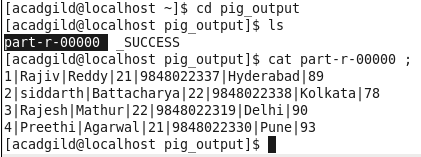 [acadgild@localhost ~]$ cd pig_output
[acadgild@localhost pig_output]$ ls
part-r-00000  _SUCCESS
[acadgild@localhost pig_output]$ cat part-r-00000 ;
1|Rajiv|Reddy|21|9848022337|Hyderabad|89
2|siddarth|Battacharya|22|9848022338|Kolkata|78
3|Rajesh|Mathur|22|9848022319|Delhi|90
4|Preethi|Agarwal|21|9848022330|Pune|93
[acadgild@localhost pig_output]$